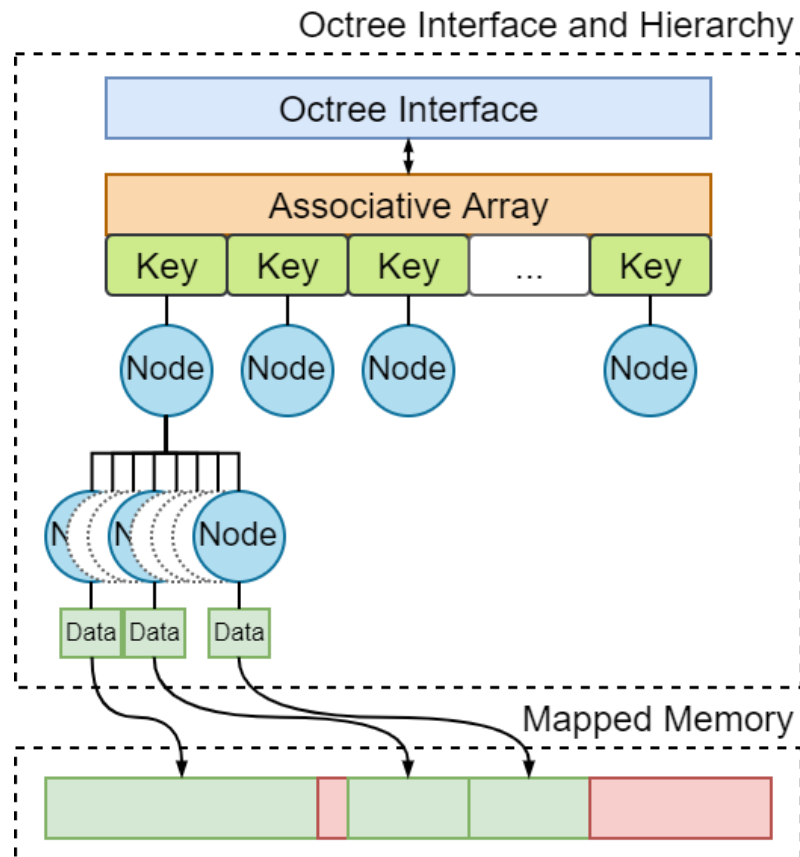 Octree Interface and Hierarchy
Octree Interface
Associative Array
Key Key Key ... Key
Node Node Node Node
N N Node
Data Data Data
Mapped Memory